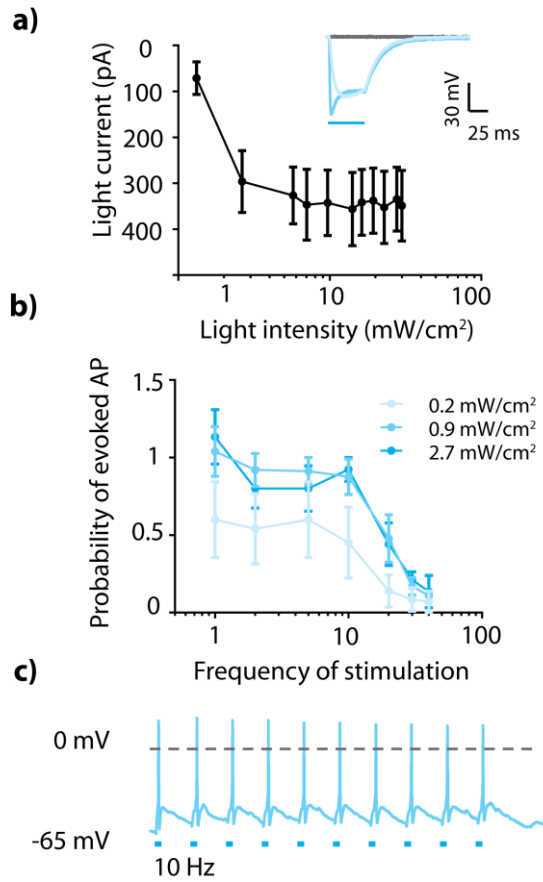 a)
Light current (pA)
0
100
200
300
400
30 mV
25 ms
1
10
100
Light intensity (mW/cm²)
b)
Probability of evoked AP
1.5
1
0.5
0
0.2 mW/cm²
0.9 mW/cm²
2.7 mW/cm²
1
10
100
Frequency of stimulation
c)
0 mV
-65 mV
10 Hz